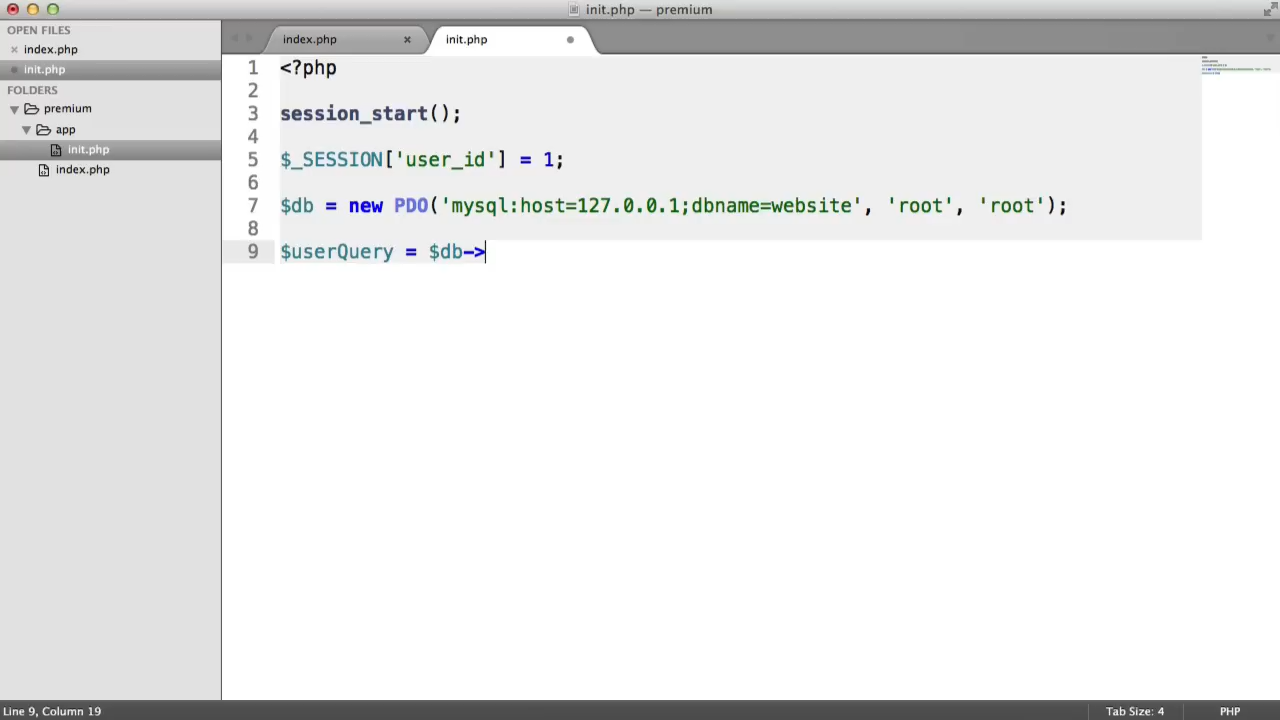 init.php — premium
OPEN FILES
index.php
init.php
FOLDERS
premium
app
init.php
index.php
index.php
init.php
1 <?php
2
3 session_start();
4
5 $_SESSION['user_id'] = 1;
6
7 $db = new PDO('mysql:host=127.0.0.1;dbname=website', 'root', 'root');
8
9 $userQuery = $db->
Line 9, Column 19
Tab Size: 4
PHP